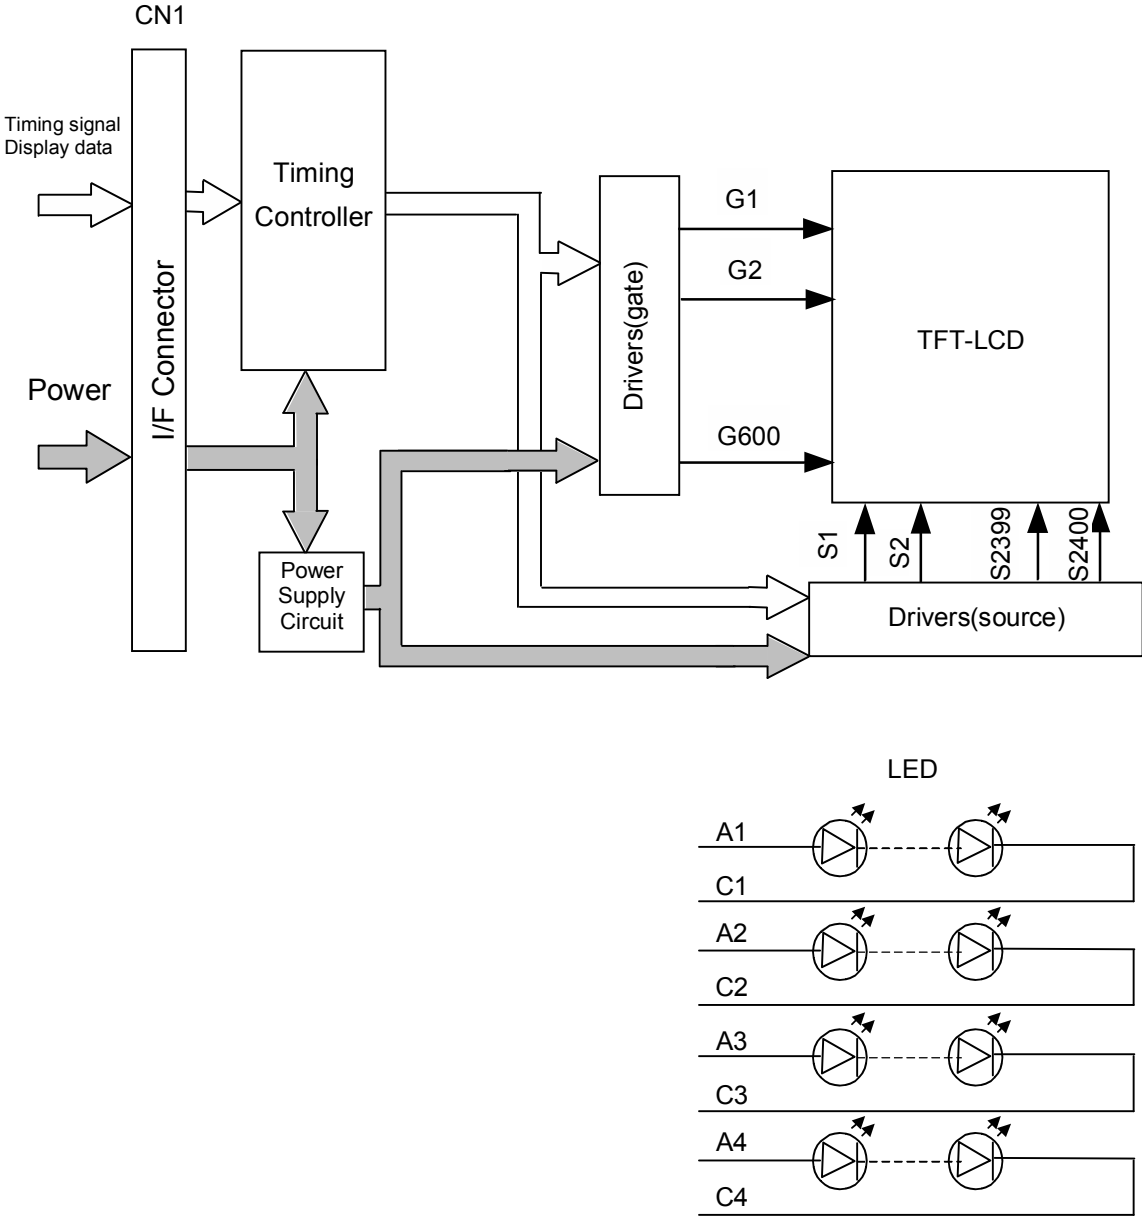 CN1
Timing signal
Display data
Power
I/F Connector
Timing
Controller
Power
Supply
Circuit
Drivers(gate)
G1
G2
G600
TFT-LCD
S1
S2
S2399
S2400
Drivers(source)
LED
A1
C1
A2
C2
A3
C3
A4
C4